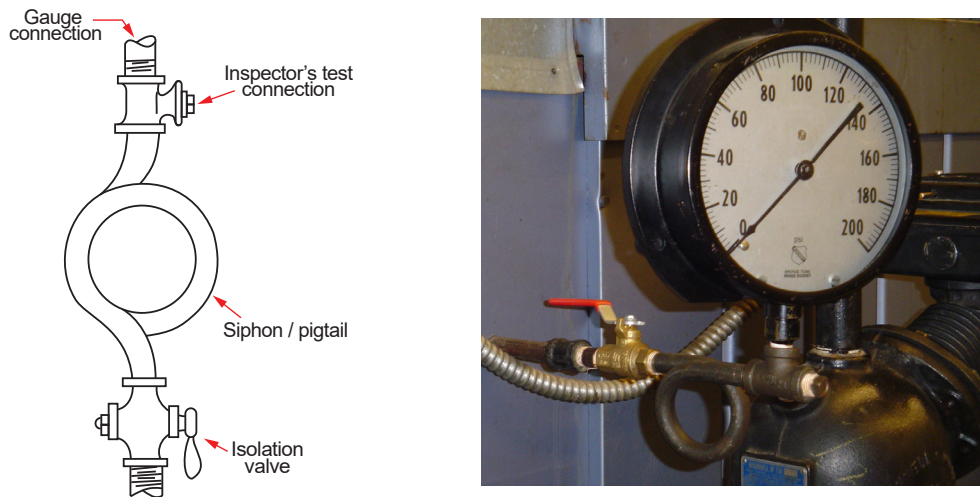 Gauge
connection
Inspector's test
connection
Siphon / pigtail
Isolation
valve
0
20
40
60
80
100
120
140
160
180
200
PSI